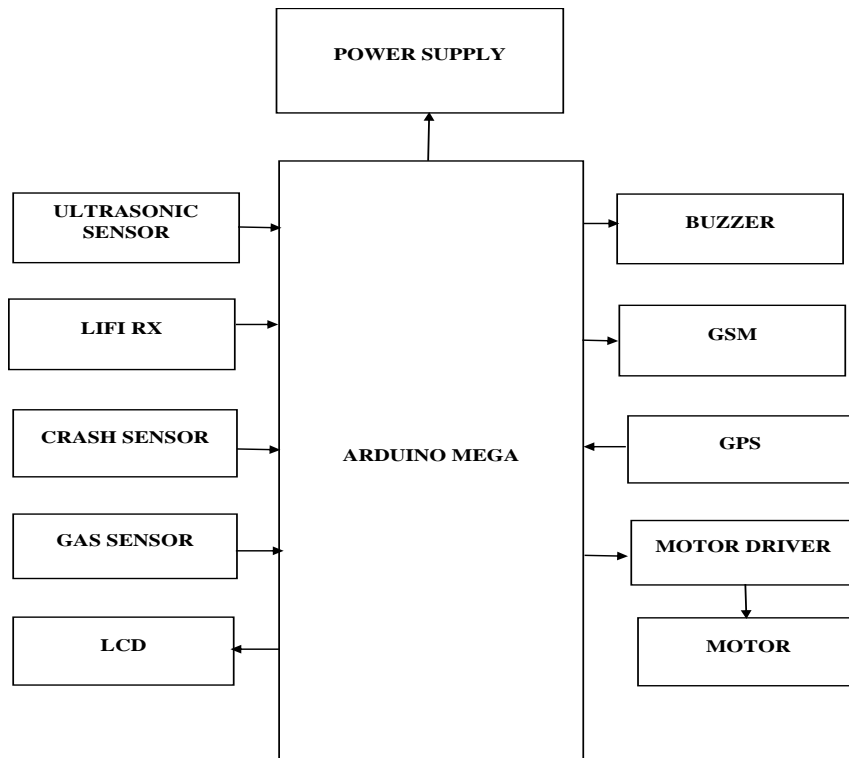 POWER SUPPLY
ULTRASONIC
SENSOR
BUZZER
LIFI RX
GSM
CRASH SENSOR
ARDUINO MEGA
GPS
GAS SENSOR
MOTOR DRIVER
LCD
MOTOR